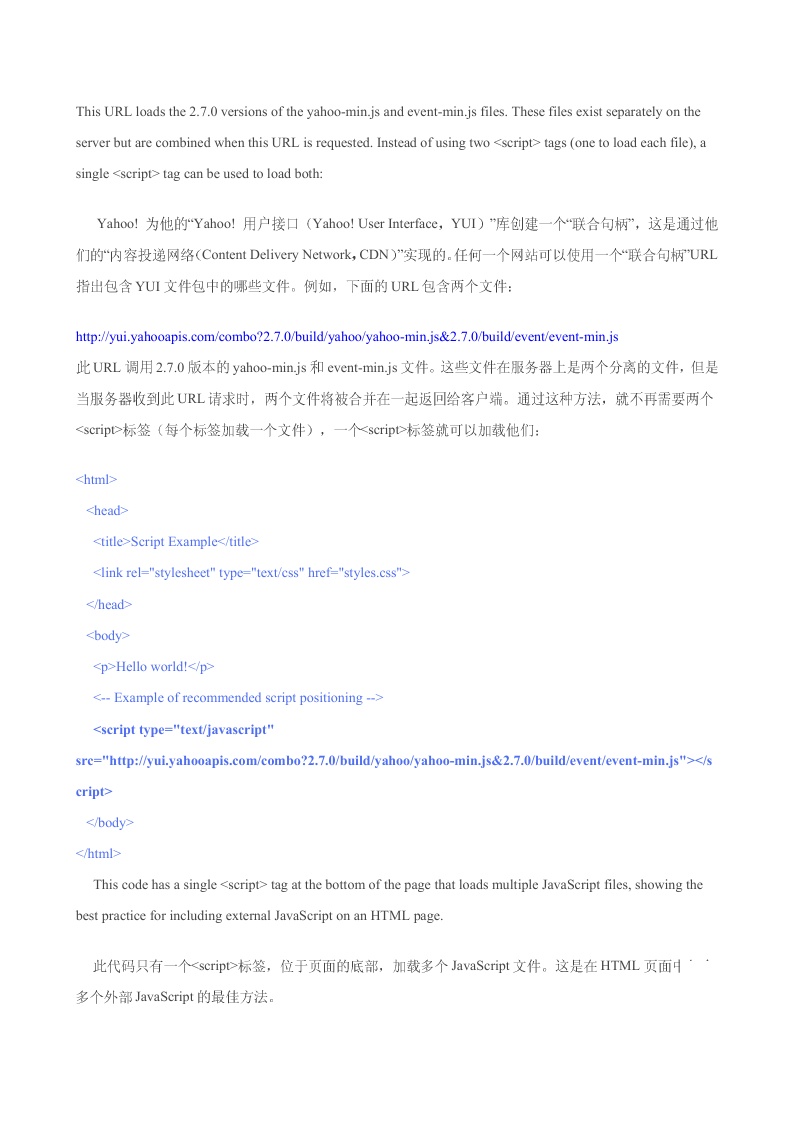 This URL loads the 2.7.0 versions of the yahoo-min.js and event-min.js files. These files exist separately on the
server but are combined when this URL is requested. Instead of using two <script> tags (one to load each file), a
single <script> tag can be used to load both:
Yahoo! 为他的“Yahoo! 用户接口（Yahoo! User Interface，YUI）”库创建一个“联合句柄”，这是通过他
们的“内容投递网络（Content Delivery Network，CDN）”实现的。任何一个网站可以使用一个“联合句柄”URL
指出包含 YUI 文件包中的哪些文件。例如，下面的 URL 包含两个文件：
http://yui.yahooapis.com/combo?2.7.0/build/yahoo/yahoo-min.js&2.7.0/build/event/event-min.js
此 URL 调用 2.7.0 版本的 yahoo-min.js 和 event-min.js 文件。这些文件在服务器上是两个分离的文件，但是
当服务器收到此 URL 请求时，两个文件将被合并在一起返回给客户端。通过这种方法，就不再需要两个
<script>标签（每个标签加载一个文件），一个<script>标签就可以加载他们：
<html>
<head>
<title>Script Example</title>
<link rel="stylesheet" type="text/css" href="styles.css">
</head>
<body>
<p>Hello world!</p>
<-- Example of recommended script positioning -->
<script type="text/javascript"
src="http://yui.yahooapis.com/combo?2.7.0/build/yahoo/yahoo-min.js&2.7.0/build/event/event-min.js"></s
cript>
</body>
</html>
This code has a single <script> tag at the bottom of the page that loads multiple JavaScript files, showing the
best practice for including external JavaScript on an HTML page.
此代码只有一个<script>标签，位于页面的底部，加载多个 JavaScript 文件。这是在 HTML 页面中
多个外部 JavaScript 的最佳方法。